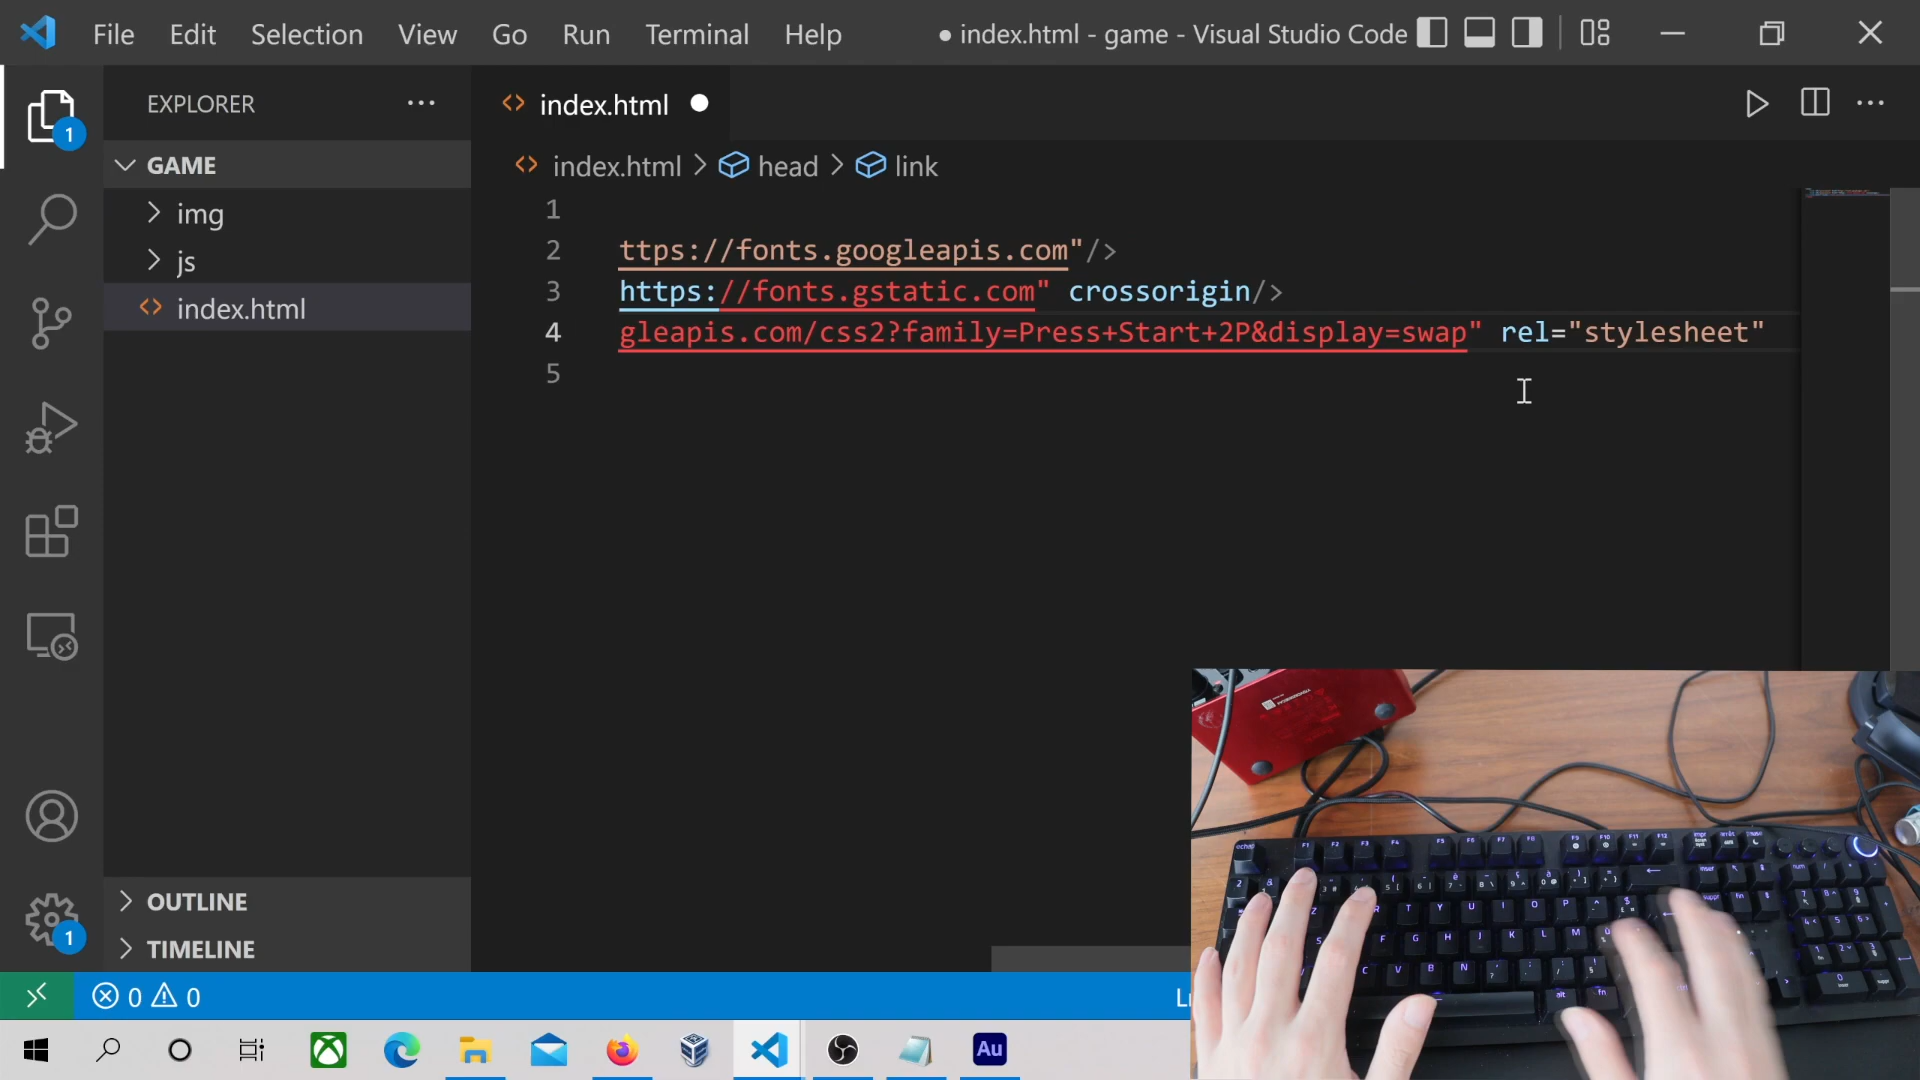 File Edit Selection View Go Run Terminal Help
● index.html - game - Visual Studio Code
EXPLORER
index.html
index.html > head > link
1
GAME
img
js
index.html
1
2 ttps://fonts.googleapis.com"/>
3 https://fonts.gstatic.com" crossorigin/>
4 gleapis.com/css2?family=Press+Start+2P&display=swap" rel="stylesheet"
5
OUTLINE
TIMELINE
1
0 0
Au